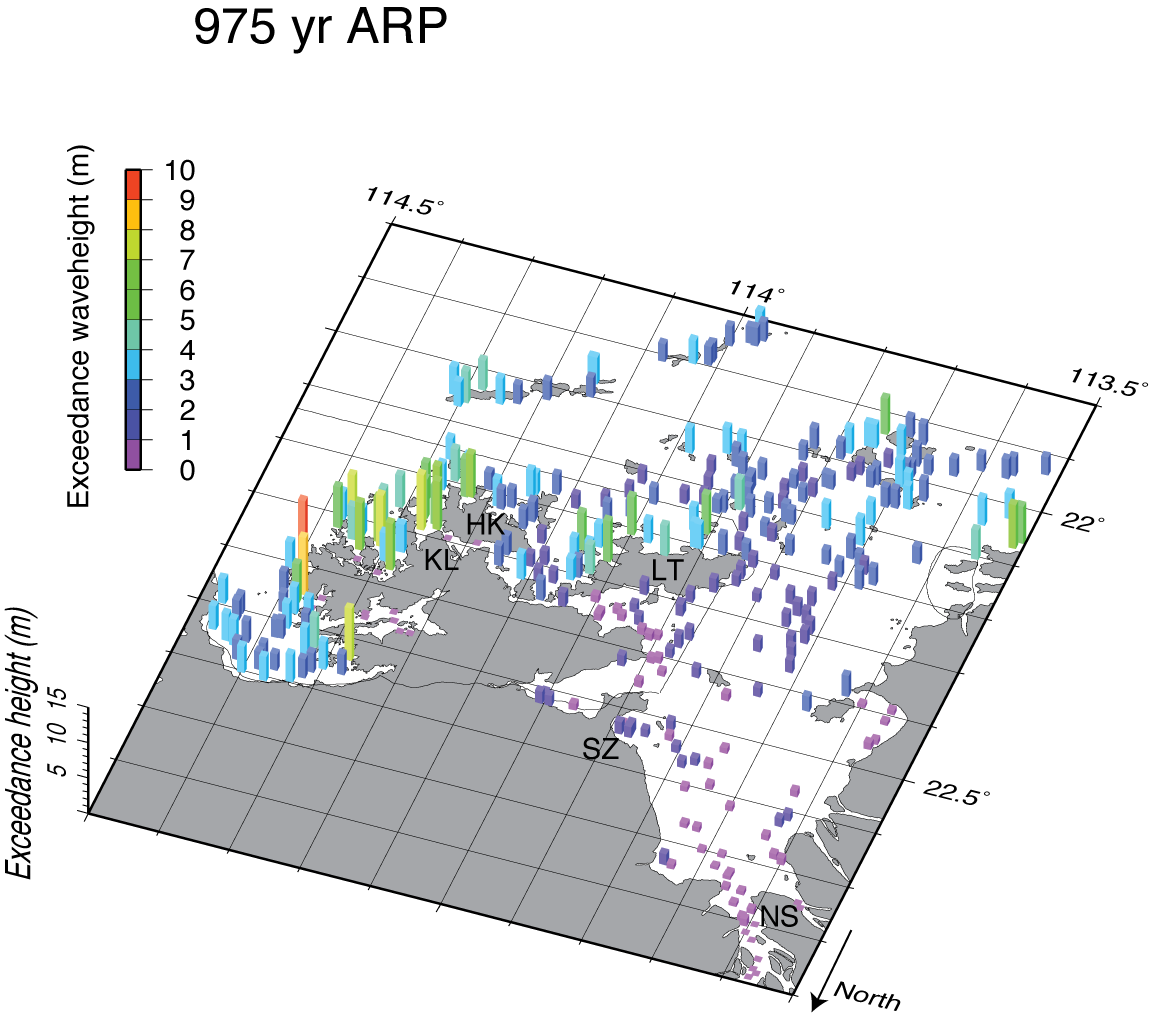 975 yr ARP
Exceedance waveheight (m)
10
9
8
7
6
5
4
3
2
1
0
114.5°
114°
113.5°
22°
22.5°
HK
KL
LT
SZ
NS
Exceedance height (m)
15
10
5
North